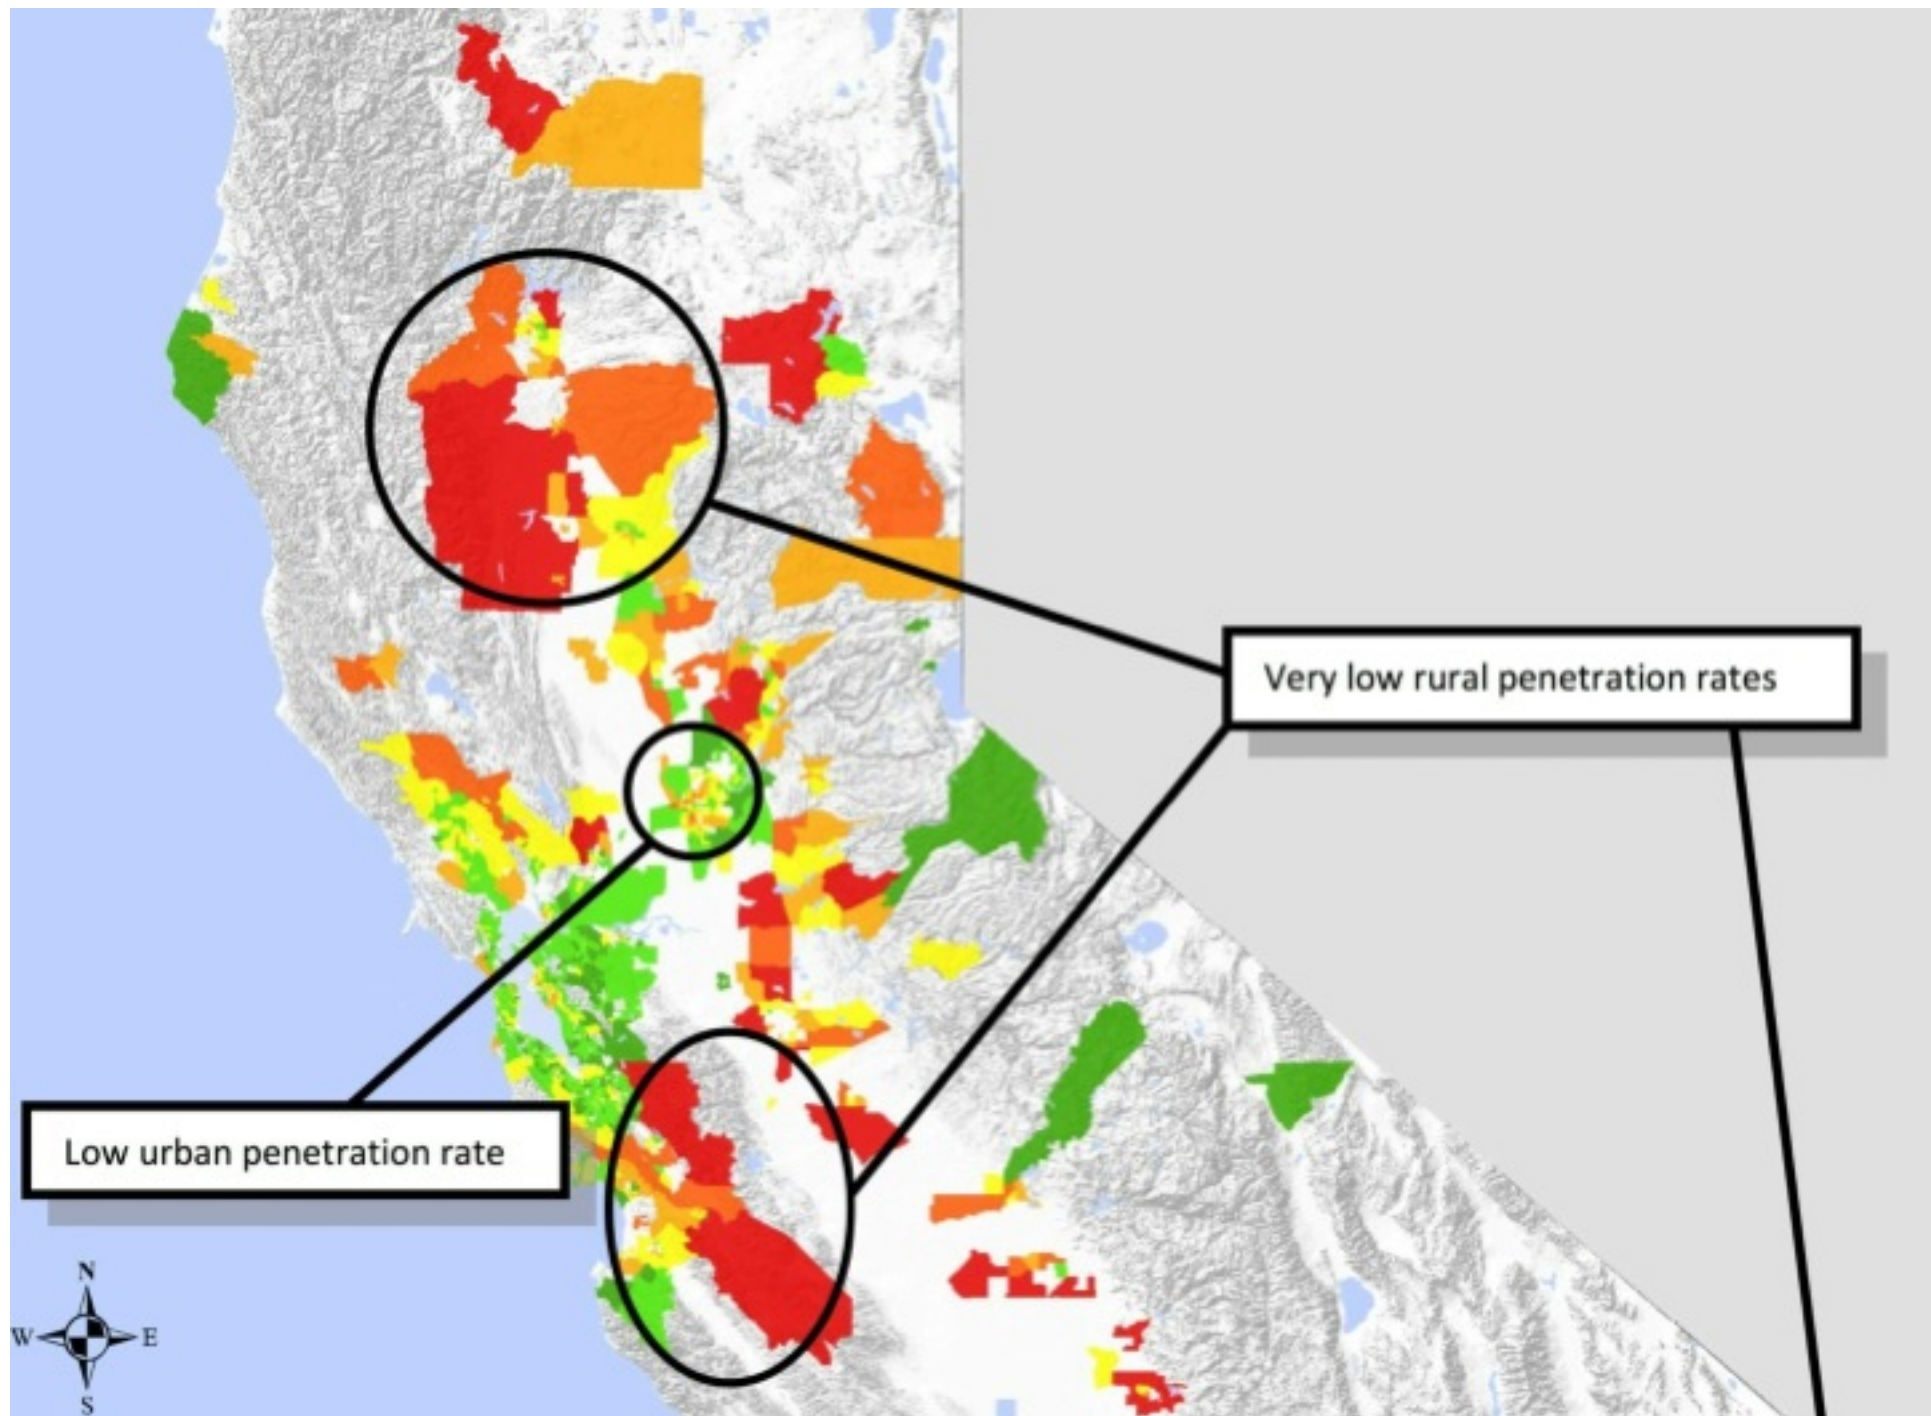 Very low rural penetration rates
Low urban penetration rate
N
W E
S